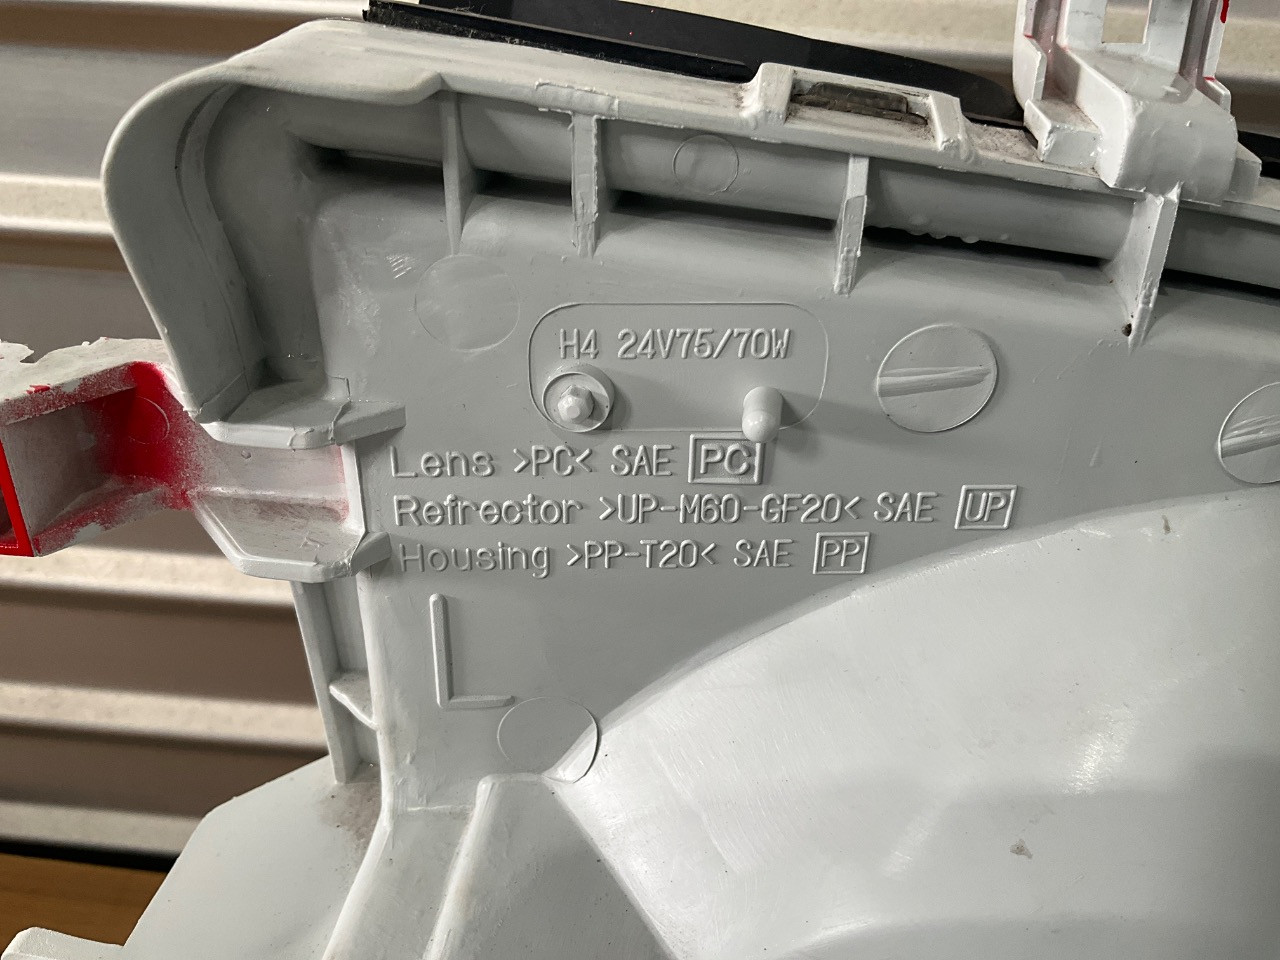 H4 24V75/70W
Lens >PC< SAE PC
Refrector >UP-M60-GF20< SAE UP
Housing >PP-T20< SAE PP
L